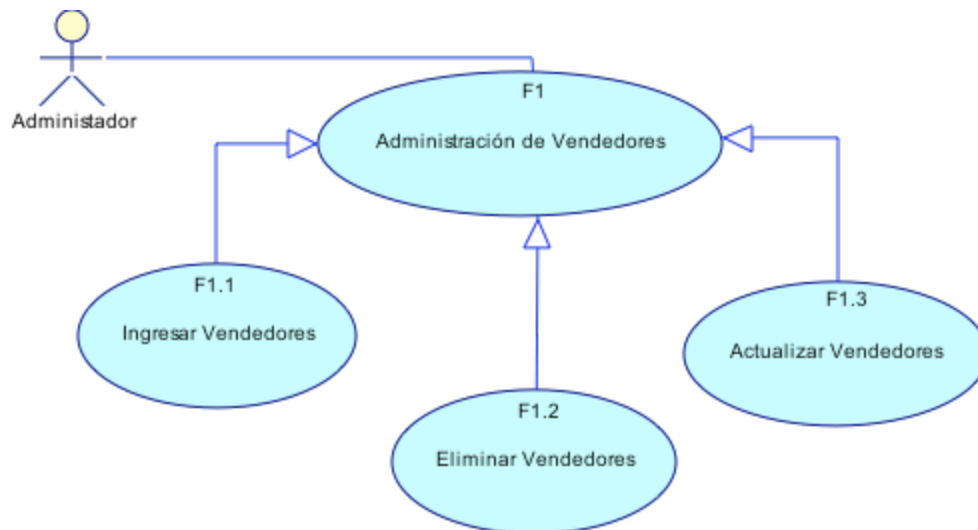 F1
Administración de Vendedores
Administador
F1.1
Ingresar Vendedores
F1.3
Actualizar Vendedores
F1.2
Eliminar Vendedores